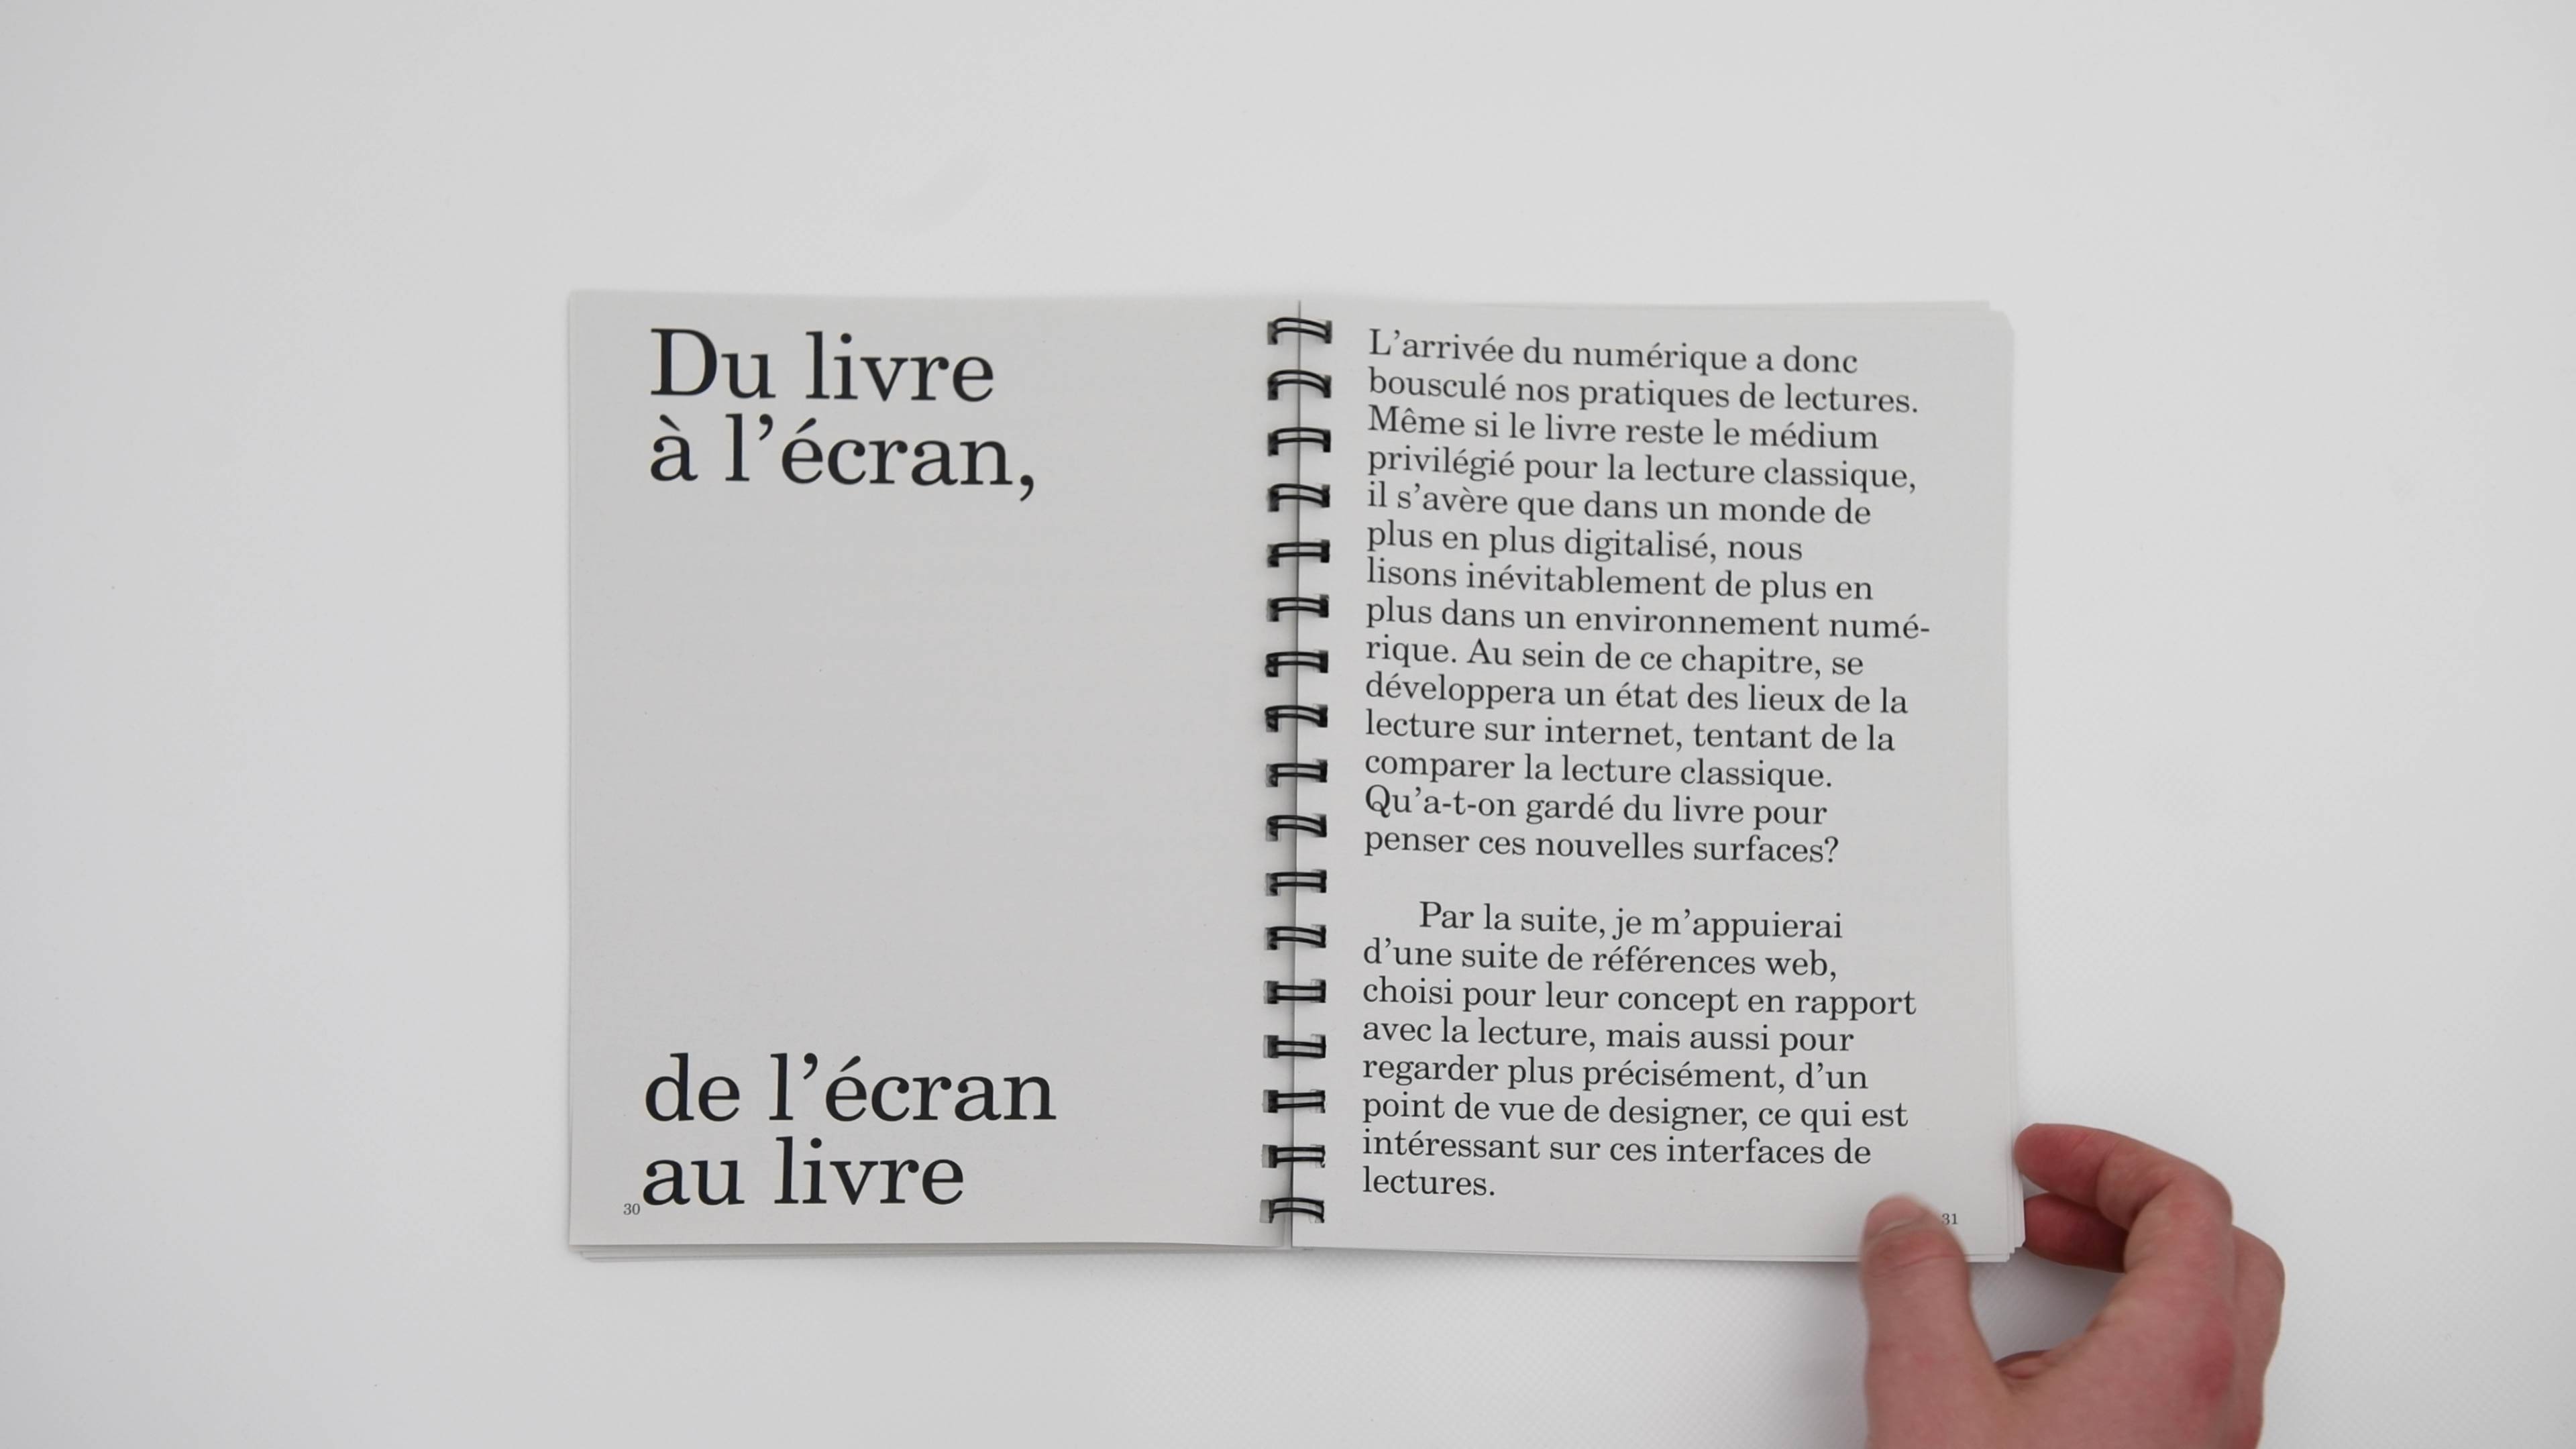 Du livre
à l’écran,
de l’écran
au livre
30
L’arrivée du numérique a donc
bousculé nos pratiques de lectures.
Même si le livre reste le médium
privilégié pour la lecture classique,
il s’avère que dans un monde de
plus en plus digitalisé, nous
lisons inévitablement de plus en
plus dans un environnement numé-
rique. Au sein de ce chapitre, se
développera un état des lieux de la
lecture sur internet, tentant de la
comparer la lecture classique.
Qu’a-t-on gardé du livre pour
penser ces nouvelles surfaces?
Par la suite, je m’appuierai
d’une suite de références web,
choisi pour leur concept en rapport
avec la lecture, mais aussi pour
regarder plus précisément, d’un
point de vue de designer, ce qui est
intéressant sur ces interfaces de
lectures.
31